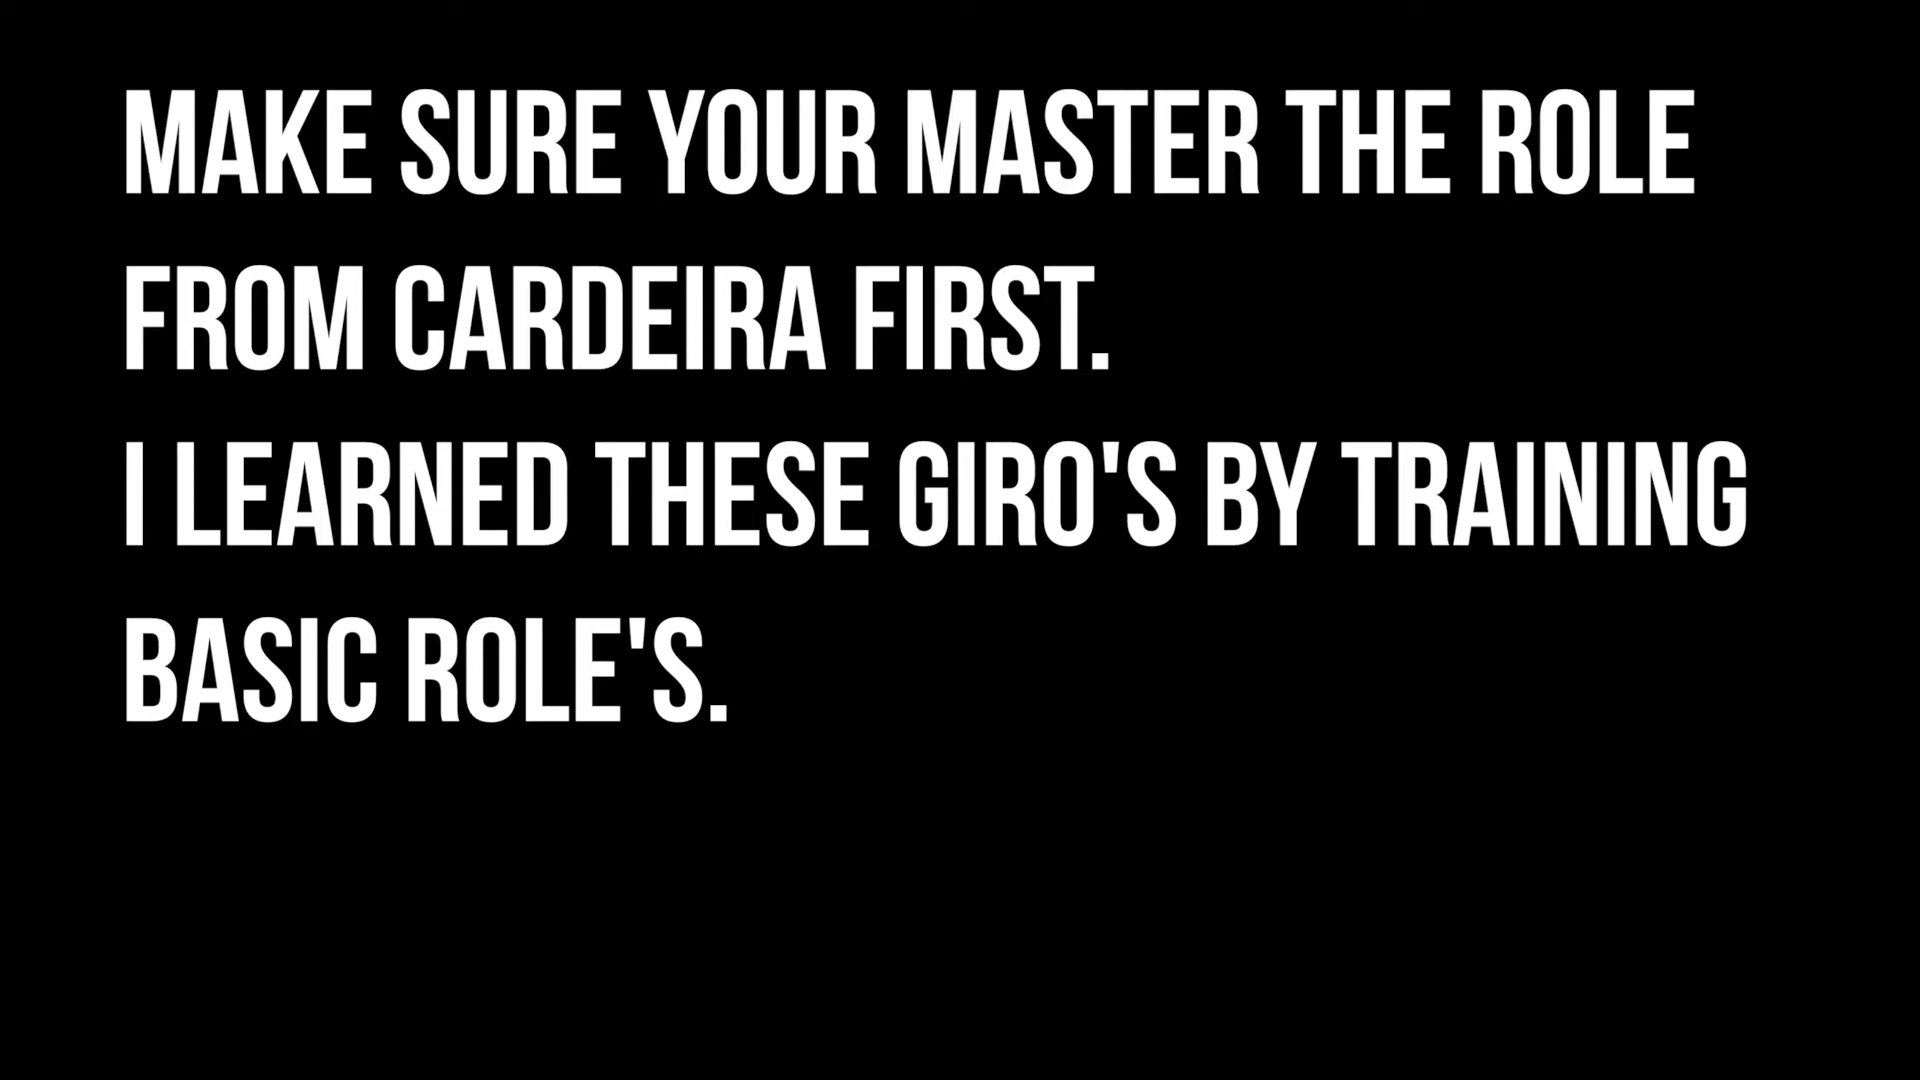 MAKE SURE YOUR MASTER THE ROLE
FROM CARDEIRA FIRST.
I LEARNED THESE GIRO'S BY TRAINING
BASIC ROLE'S.